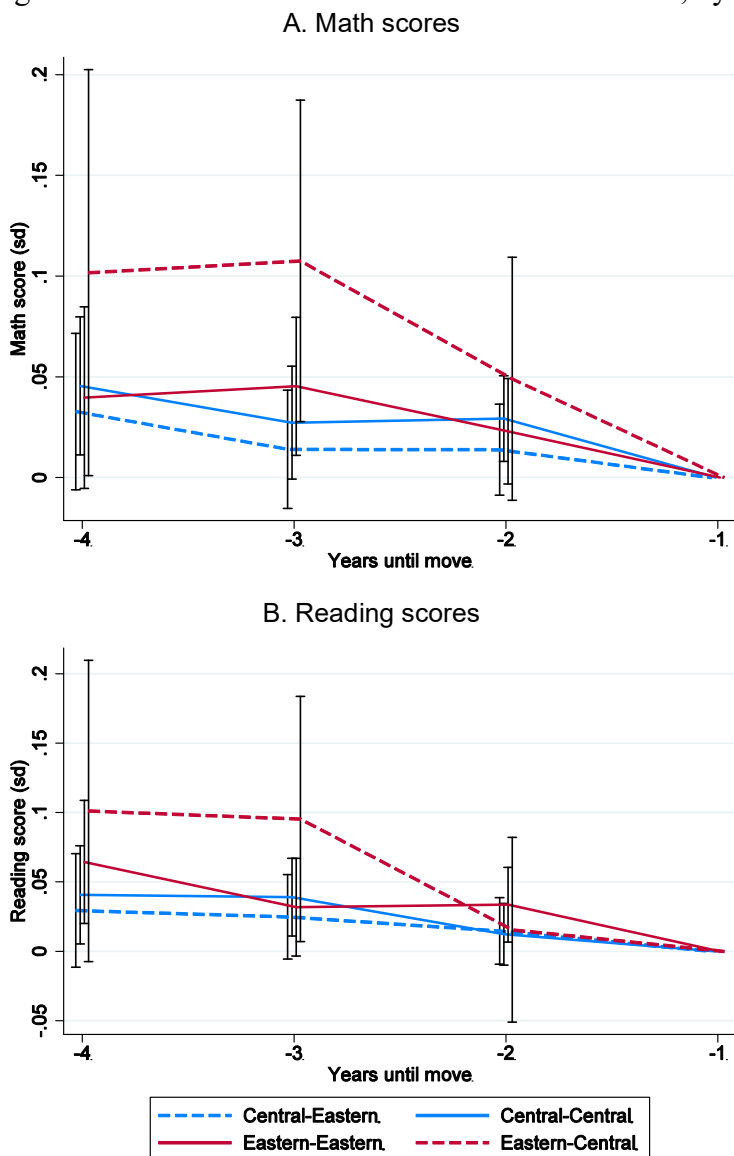 A. Math scores
.2
.15
.1
.05
0
Math score (sd)
-4 -3 -2 -1
Years until move
B. Reading scores
.2
.15
.1
.05
0
-.05
Reading score (sd)
-4 -3 -2 -1
Years until move
Central-Eastern Central-Central
Eastern-Eastern Eastern-Central